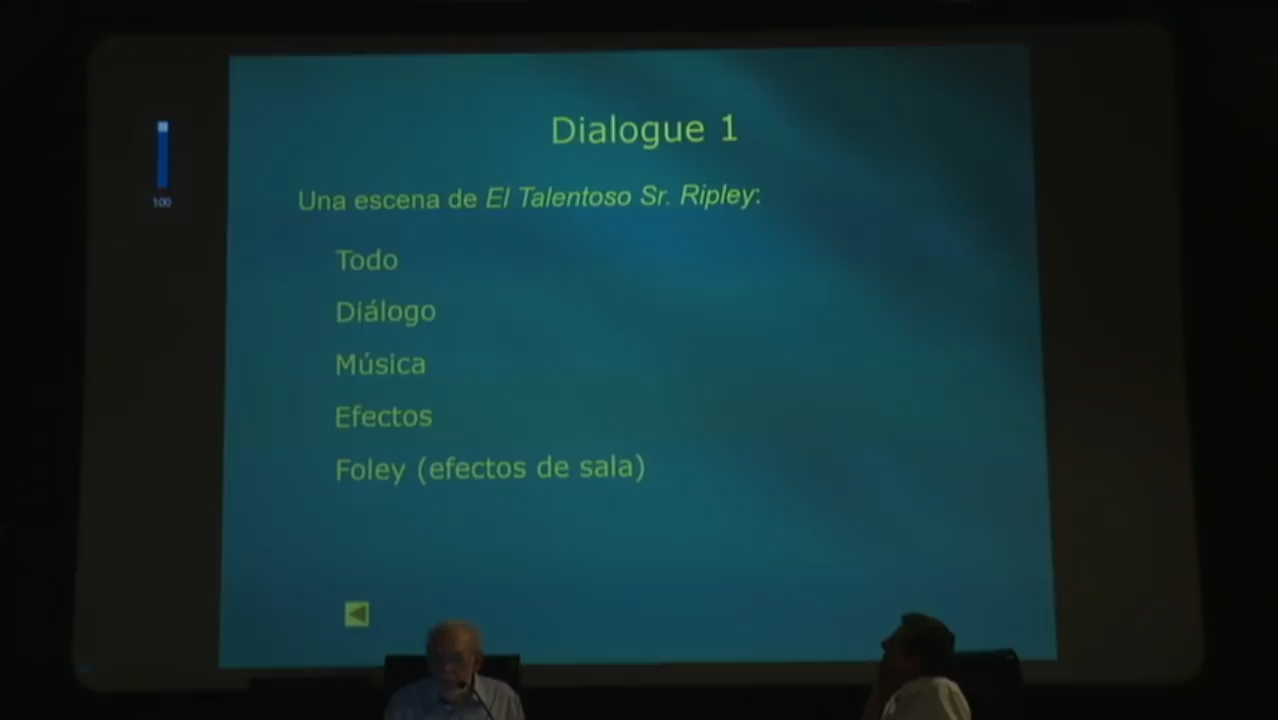 Dialogue 1
100
Una escena de El Talentoso Sr. Ripley:
Todo
Diálogo
Música
Efectos
Foley (efectos de sala)